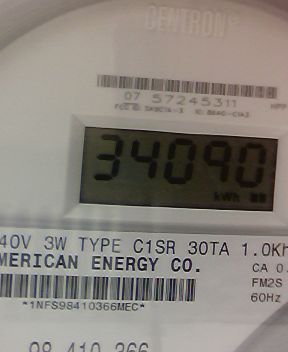 CENTRON®
07 57245311
34090
kWh
40V 3W TYPE C1SR 30TA 1.0Kh
MERICAN ENERGY CO.
CA 0.
FM2S
60Hz
*1NFS98410366MEC*
98 410 366